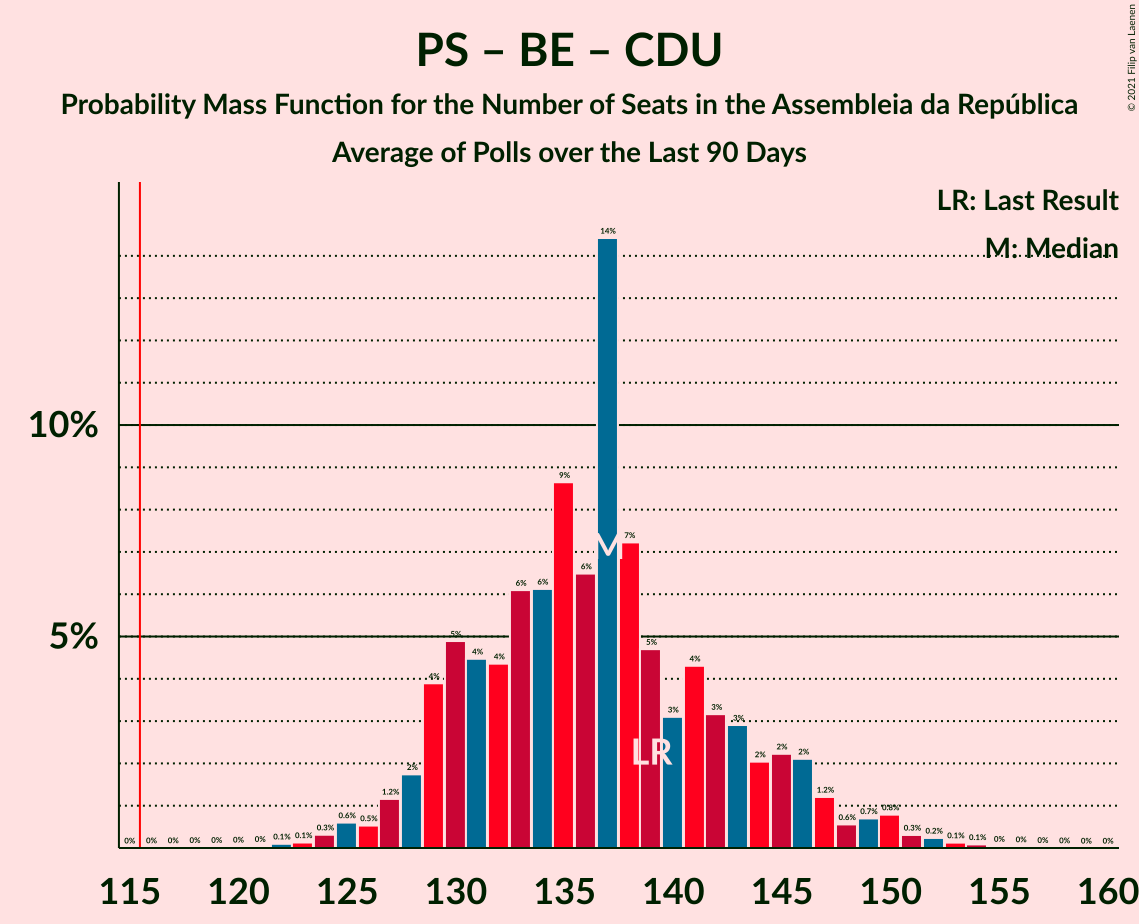 PS – BE – CDU
Probability Mass Function for the Number of Seats in the Assembleia da República
Average of Polls over the Last 90 Days
© 2021 Filip van Laenen
LR: Last Result
M: Median
10%
5%
0% 0% 0% 0% 0% 0% 0% 0.1% 0.1% 0.3% 0.6% 0.5% 1.2% 2% 4% 5% 4% 4% 6% 6% 9% 6% 14% 7% 5% 3% 4% 3% 3% 2% 2% 2% 1.2% 0.6% 0.7% 0.8% 0.3% 0.2% 0.1% 0.1% 0% 0% 0% 0% 0% 0%
M
LR
115 120 125 130 135 140 145 150 155 160